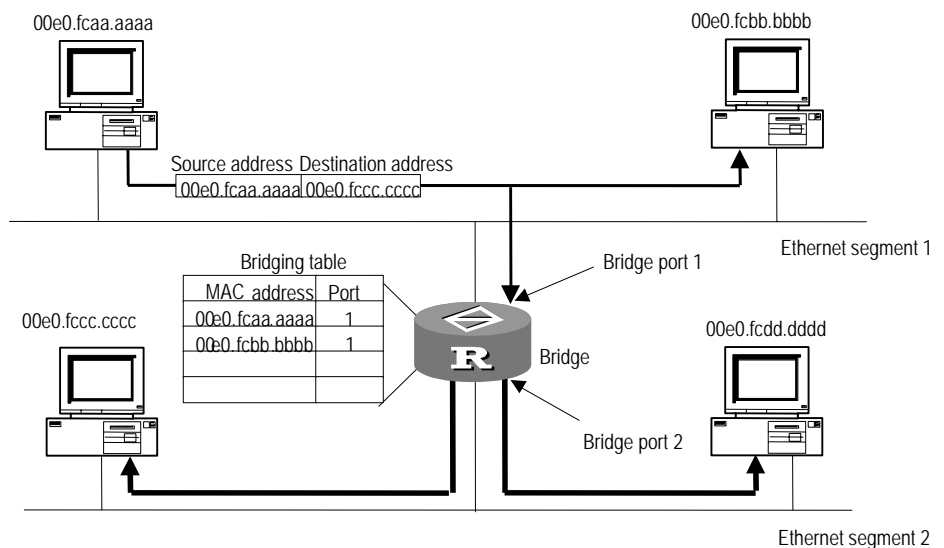 00e0.fcaa.aaaa
00e0.fcbb.bbbb
Source address Destination address
00e0.fcaa.aaaa 00e0.fccc.cccc
Ethernet segment 1
Bridging table
Bridge port 1
MAC address Port
00e0.fcaa.aaaa 1
00e0.fcbb.bbbb 1
00e0.fccc.cccc
00e0.fcdd.dddd
R
Bridge
Bridge port 2
Ethernet segment 2